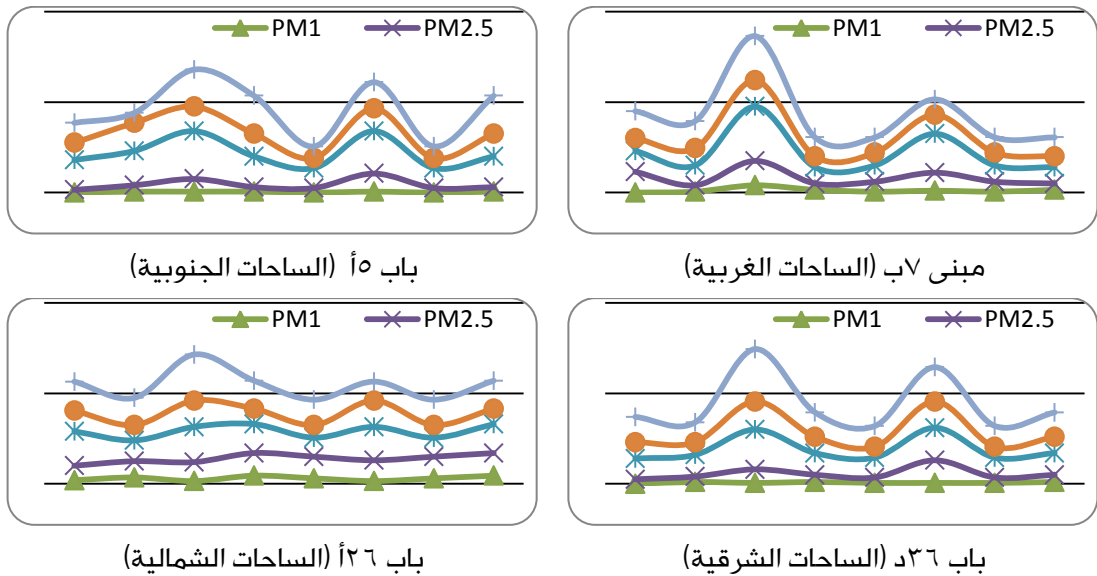 PM1 PM2.5
PM1 PM2.5
باب ٥أ (الساحات الجنوبية)
مبنى ٧ب (الساحات الغربية)
PM1 PM2.5
PM1 PM2.5
باب ٢٦أ (الساحات الشمالية)
باب ٣٦د (الساحات الشرقية)